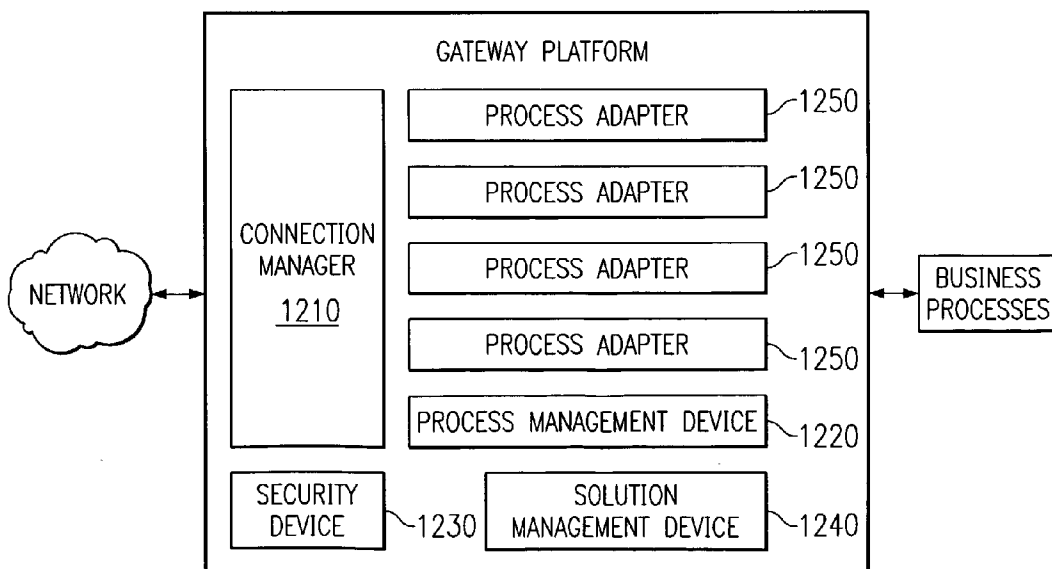 GATEWAY PLATFORM
PROCESS ADAPTER
1250
PROCESS ADAPTER
1250
CONNECTION
MANAGER
1210
PROCESS ADAPTER
1250
NETWORK
BUSINESS
PROCESSES
PROCESS ADAPTER
1250
PROCESS MANAGEMENT DEVICE
1220
SECURITY
DEVICE
1230
SOLUTION
MANAGEMENT DEVICE
1240